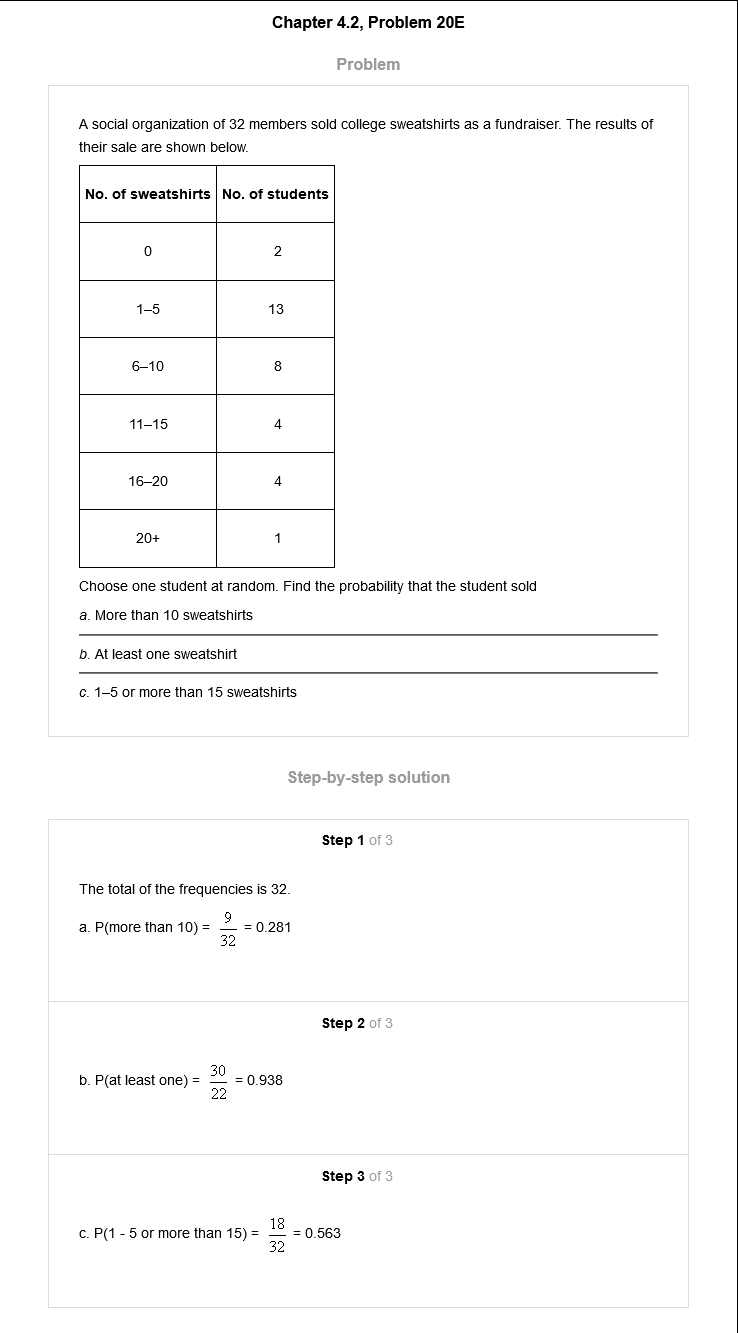 Chapter 4.2, Problem 20E
Problem
A social organization of 32 members sold college sweatshirts as a fundraiser. The results of
their sale are shown below.
No. of sweatshirts No. of students
0 2
1–5 13
6–10 8
11–15 4
16–20 4
20+ 1
Choose one student at random. Find the probability that the student sold
a. More than 10 sweatshirts
b. At least one sweatshirt
c. 1–5 or more than 15 sweatshirts
Step-by-step solution
Step 1 of 3
The total of the frequencies is 32.
a. P(more than 10) = 9/32 = 0.281
Step 2 of 3
b. P(at least one) = 30/22 = 0.938
Step 3 of 3
c. P(1 - 5 or more than 15) = 18/32 = 0.563